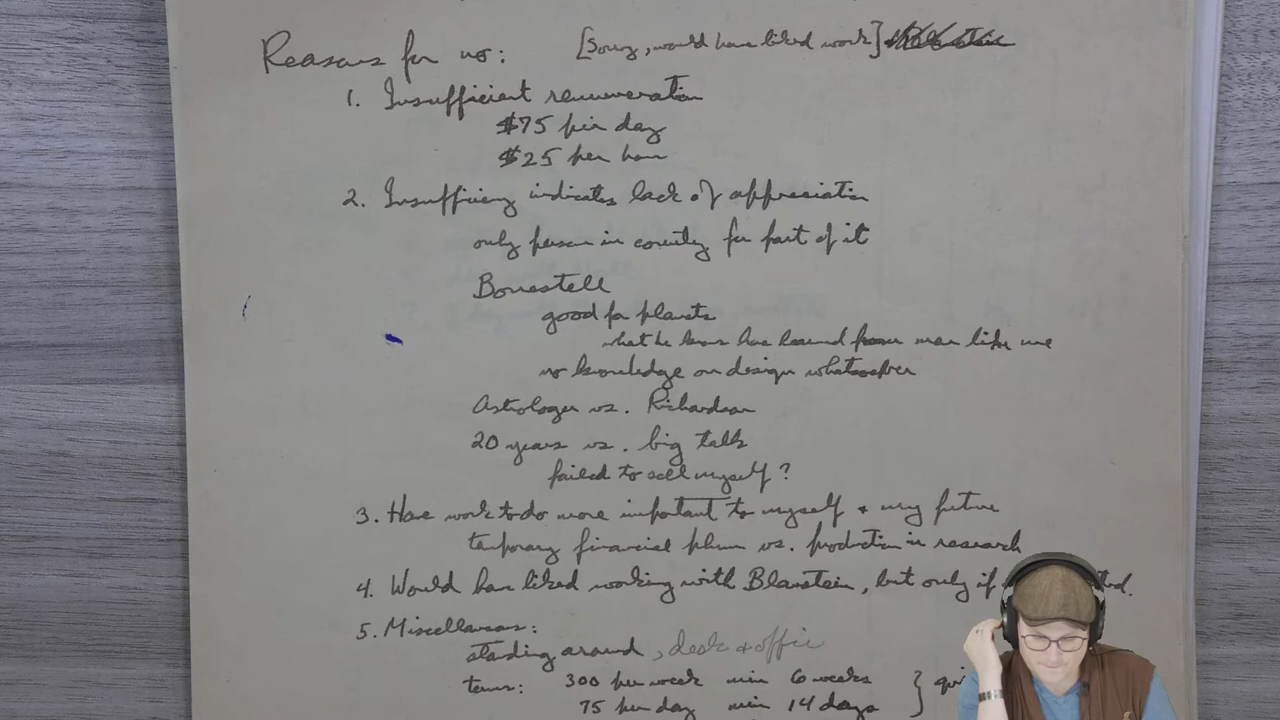 Reasons for no: [Sorry, would have liked work]
1. Insufficient remuneration
$75 per day
$25 per hour
2. Insufficiency indicates lack of appreciation
only person in country for part of it
Bonestell
good for planets
what he knows have learned from men like me
no knowledge on design whatsoever
Astrologer vs. Richardson
20 years vs. big talk
failed to sell myself?
3. Have work to do more important to myself & my future
temporary financial plum vs. production in research
4. Would have liked working with Blaustein, but only if
5. Miscellaneous:
standing around, desk & office
terms: 300 per week min 6 weeks
75 per day min 14 days }